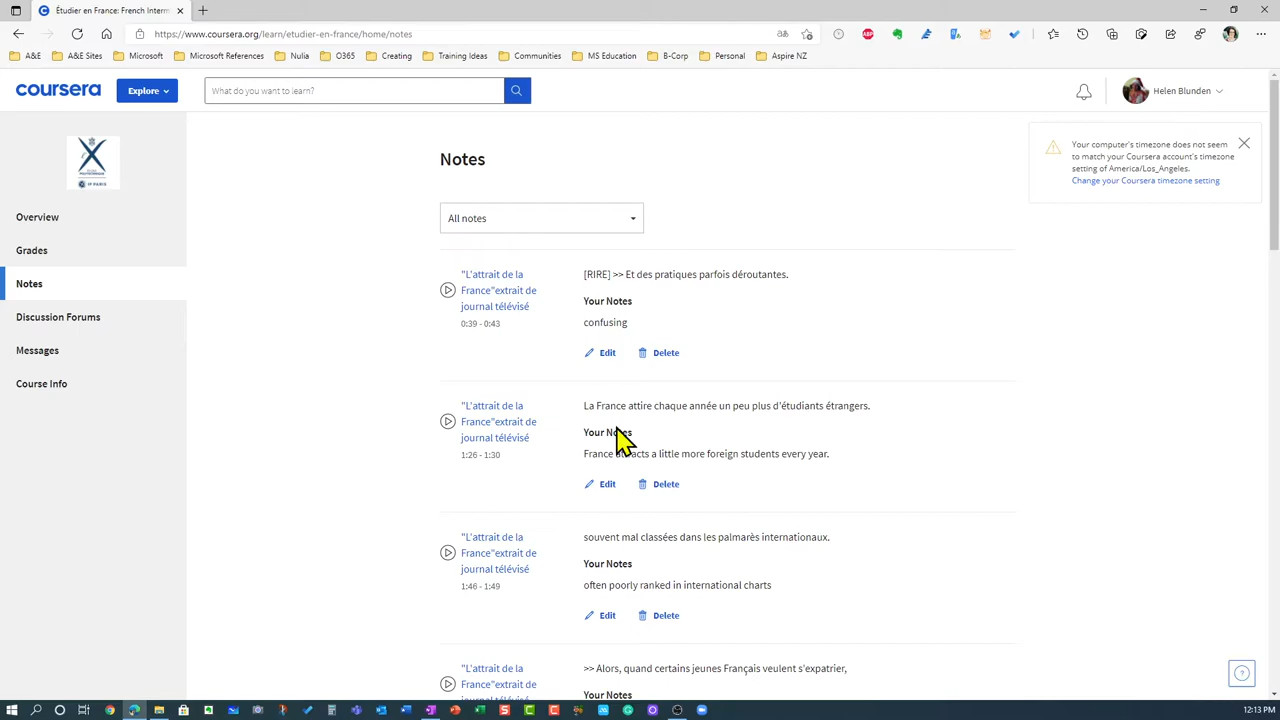 Étudier en France: French Interm
https://www.coursera.org/learn/etudier-en-france/home/notes
A&E
A&E Sites
Microsoft
Microsoft References
Nulia
O365
Creating
Training Ideas
Communities
MS Education
B-Corp
Personal
Aspire NZ
coursera
Explore
What do you want to learn?
Helen Blunden
IP PARIS
Overview
Grades
Notes
Discussion Forums
Messages
Course Info
Notes
All notes
Your computer's timezone does not seem
to match your Coursera account's timezone
setting of America/Los_Angeles.
Change your Coursera timezone setting
"L'attrait de la
France"extrait de
journal télévisé
0:39 - 0:43
[RIRE] >> Et des pratiques parfois déroutantes.
Your Notes
confusing
Edit
Delete
"L'attrait de la
France"extrait de
journal télévisé
1:26 - 1:30
La France attire chaque année un peu plus d'étudiants étrangers.
Your Notes
France attracts a little more foreign students every year.
Edit
Delete
"L'attrait de la
France"extrait de
journal télévisé
1:46 - 1:49
souvent mal classées dans les palmarès internationaux.
Your Notes
often poorly ranked in international charts
Edit
Delete
"L'attrait de la
France"extrait de
journal télévisé
>> Alors, quand certains jeunes Français veulent s'expatrier,
Your Notes
12:13 PM